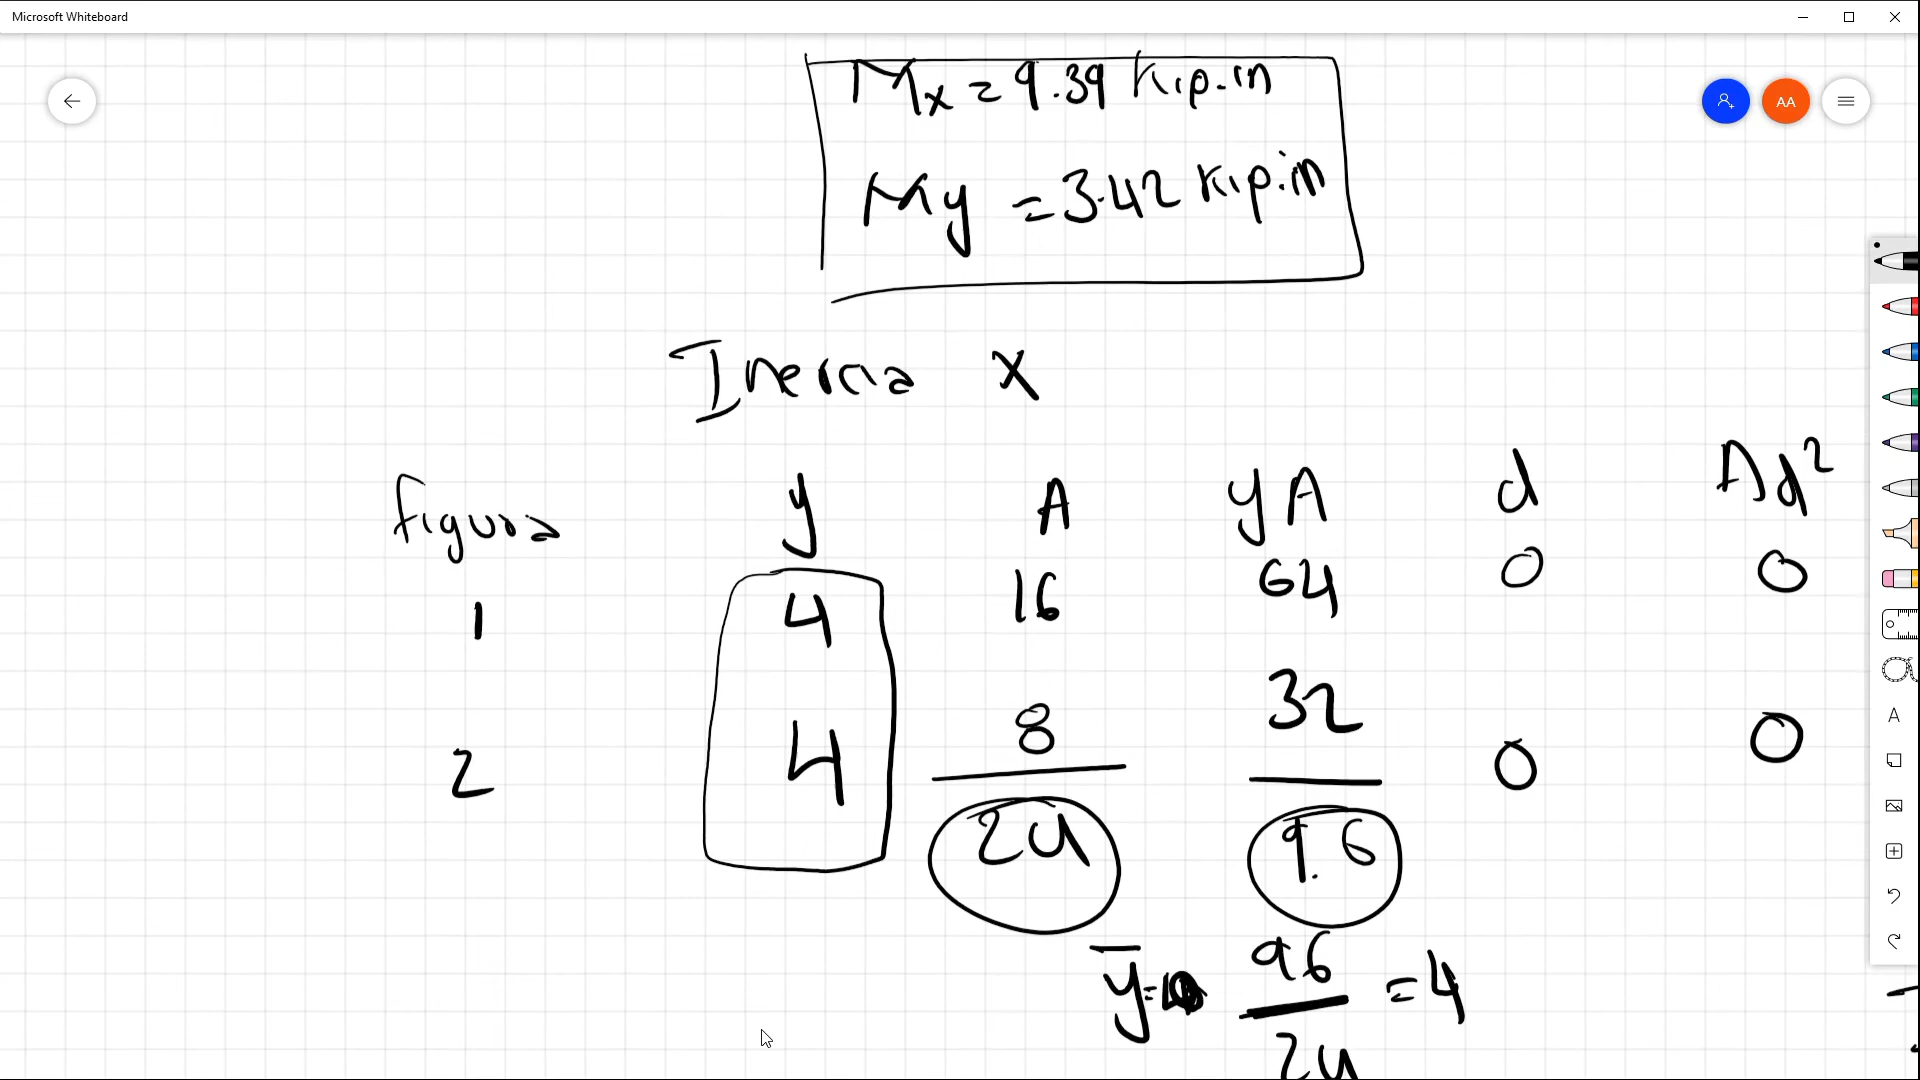 Microsoft Whiteboard
Mx = 9.39 Kip.in
AA
My = 3.42 Kip.in
Inercia X
figura y A yA d Ad²
1 4 16 64 0 0
2 4 8 32 0 0
24 9.6
A
ȳ = 96/24 = 4